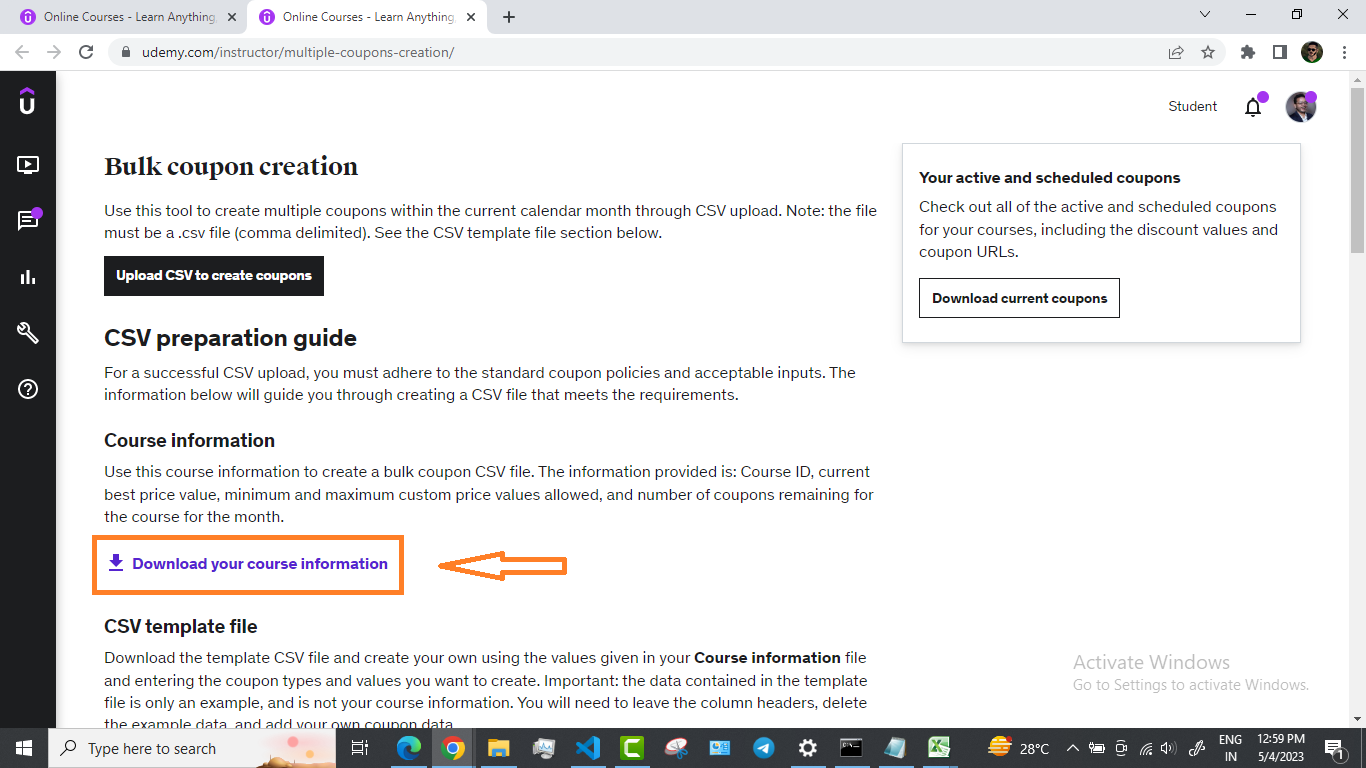 Online Courses - Learn Anything,
Online Courses - Learn Anything,
udemy.com/instructor/multiple-coupons-creation/
Student
Bulk coupon creation
Use this tool to create multiple coupons within the current calendar month through CSV upload. Note: the file
must be a .csv file (comma delimited). See the CSV template file section below.
Upload CSV to create coupons
Your active and scheduled coupons
Check out all of the active and scheduled coupons
for your courses, including the discount values and
coupon URLs.
Download current coupons
CSV preparation guide
For a successful CSV upload, you must adhere to the standard coupon policies and acceptable inputs. The
information below will guide you through creating a CSV file that meets the requirements.
Course information
Use this course information to create a bulk coupon CSV file. The information provided is: Course ID, current
best price value, minimum and maximum custom price values allowed, and number of coupons remaining for
the course for the month.
Download your course information
CSV template file
Download the template CSV file and create your own using the values given in your Course information file
and entering the coupon types and values you want to create. Important: the data contained in the template
file is only an example, and is not your course information. You will need to leave the column headers, delete
the example data, and add your own coupon data.
Activate Windows
Go to Settings to activate Windows.
Type here to search
28°C
ENG
IN
12:59 PM
5/4/2023
1